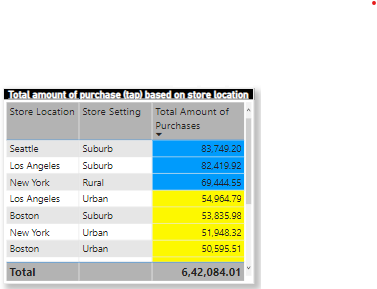 Total amount of purchase (tap) based on store location
Store Location Store Setting Total Amount of
Purchases
Seattle Suburb 83,749.20
Los Angeles Suburb 82,419.92
New York Rural 69,444.55
Los Angeles Urban 54,964.79
Boston Suburb 53,835.98
New York Urban 51,948.32
Boston Urban 50,595.51
Total 6,42,084.01